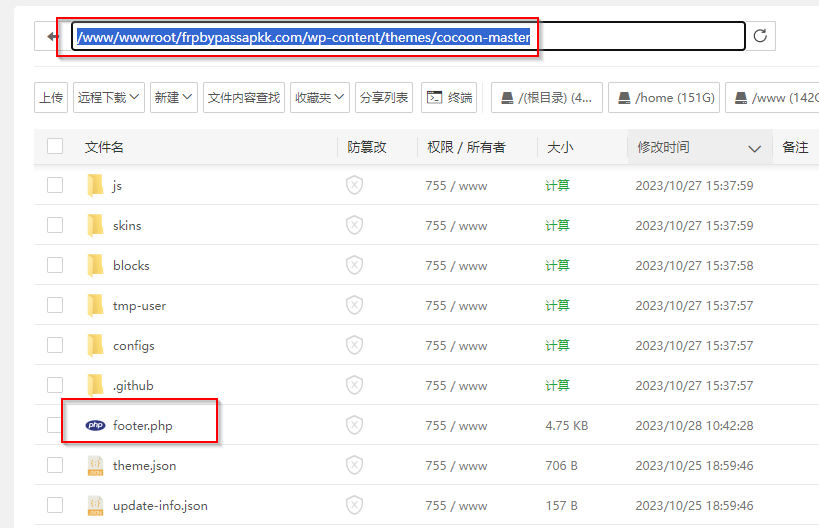 /www/wwwroot/frpbypassapkk.com/wp-content/themes/cocoon-master
上传 远程下载 新建 文件内容查找 收藏夹 分享列表 终端 /(根目录) (4... /home (151G) /www (142G
文件名 防篡改 权限 / 所有者 大小 修改时间 备注
js 755 / www 计算 2023/10/27 15:37:59
skins 755 / www 计算 2023/10/27 15:37:59
blocks 755 / www 计算 2023/10/27 15:37:58
tmp-user 755 / www 计算 2023/10/27 15:37:57
configs 755 / www 计算 2023/10/27 15:37:57
.github 755 / www 计算 2023/10/27 15:37:57
php footer.php 755 / www 4.75 KB 2023/10/28 10:42:28
theme.json 755 / www 706 B 2023/10/25 18:59:46
update-info.json 755 / www 157 B 2023/10/25 18:59:46